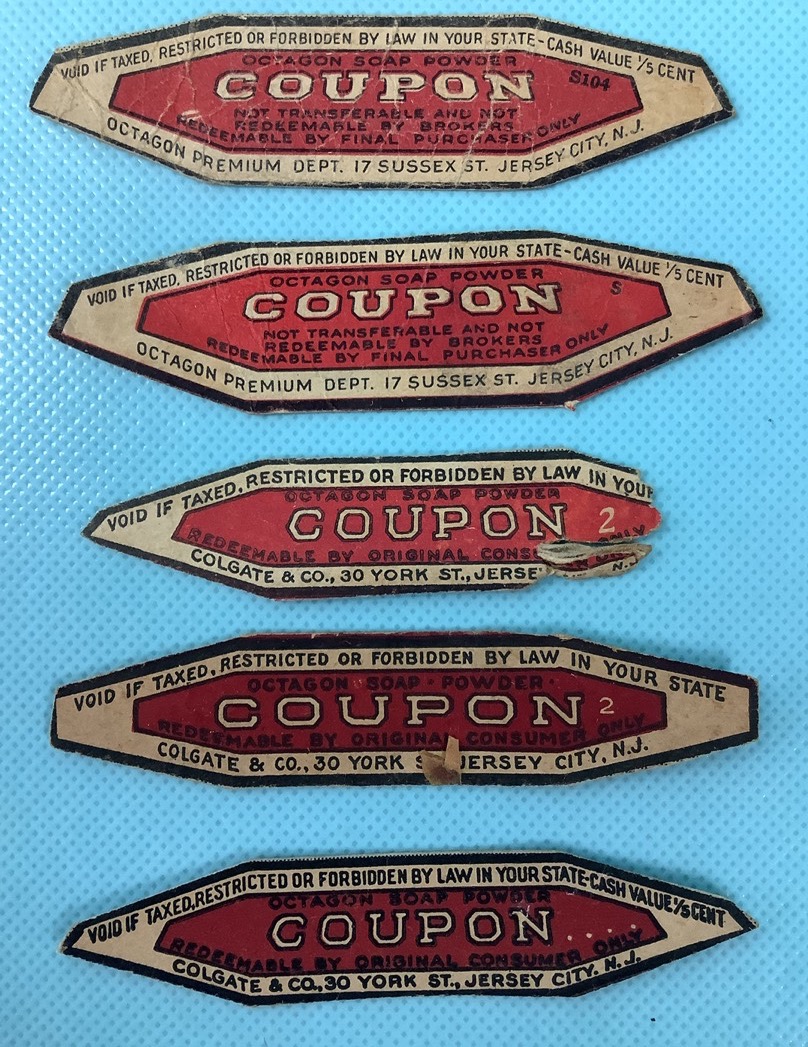 VOID IF TAXED, RESTRICTED OR FORBIDDEN BY LAW IN YOUR STATE-CASH VALUE 1/5 CENT
OCTAGON SOAP POWDER
COUPON S104
NOT TRANSFERABLE AND NOT
REDEEMABLE BY BROKERS
REDEEMABLE BY FINAL PURCHASER ONLY
OCTAGON PREMIUM DEPT. 17 SUSSEX ST. JERSEY CITY, N.J.
VOID IF TAXED, RESTRICTED OR FORBIDDEN BY LAW IN YOUR STATE-CASH VALUE 1/5 CENT
OCTAGON SOAP POWDER
COUPON S
NOT TRANSFERABLE AND NOT
REDEEMABLE BY BROKERS
REDEEMABLE BY FINAL PURCHASER ONLY
OCTAGON PREMIUM DEPT. 17 SUSSEX ST. JERSEY CITY, N.J.
VOID IF TAXED, RESTRICTED OR FORBIDDEN BY LAW IN YOUR
OCTAGON SOAP POWDER
COUPON 2
REDEEMABLE BY ORIGINAL ONLY
COLGATE & CO., 30 YORK ST., N.J.
VOID IF TAXED, RESTRICTED OR FORBIDDEN BY LAW IN YOUR STATE
OCTAGON · SOAP · POWDER ·
COUPON 2
REDEEMABLE BY ORIGINAL CONSUMER ONLY
COLGATE & CO., 30 YORK JERSEY CITY, N.J.
VOID IF TAXED, RESTRICTED OR FORBIDDEN BY LAW IN YOUR STATE-CASH VALUE 1/5 CENT
OCTAGON SOAP POWDER
COUPON ....
REDEEMABLE BY ORIGINAL CONSUMER ONLY
COLGATE & CO., 30 YORK ST., JERSEY CITY. N.J.